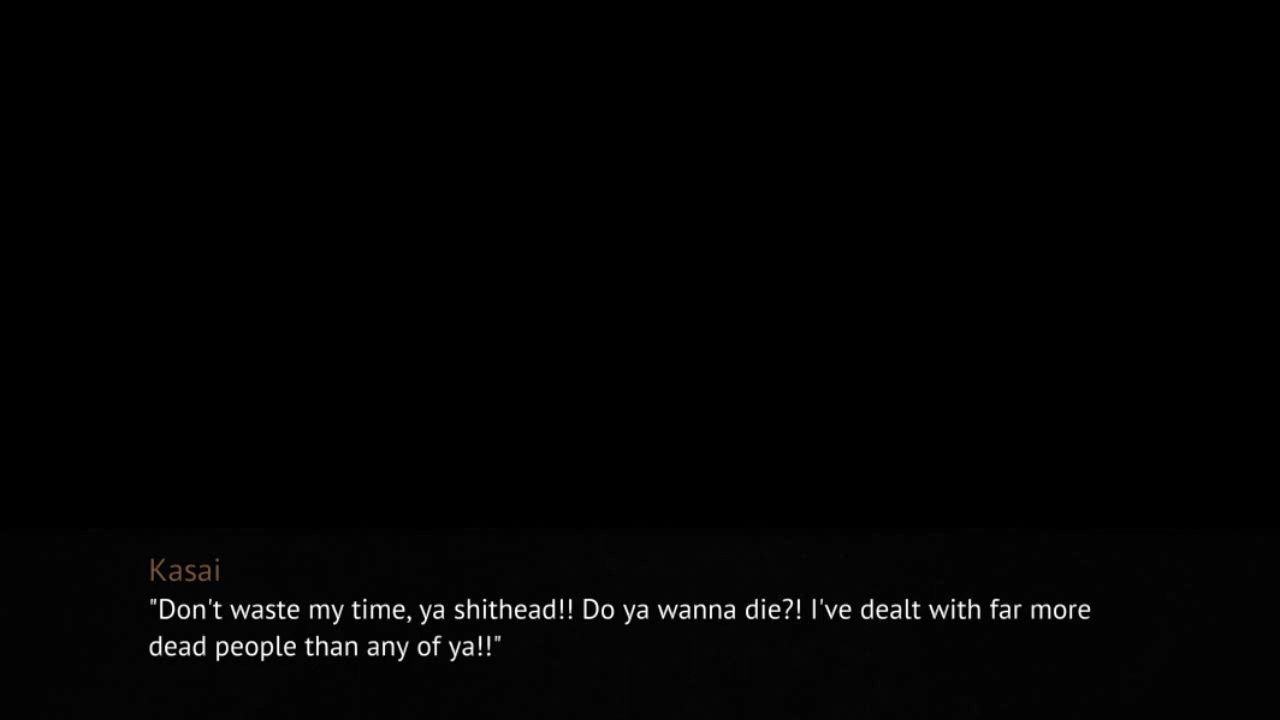 Kasai
"Don't waste my time, ya shithead!! Do ya wanna die?! I've dealt with far more
dead people than any of ya!!"